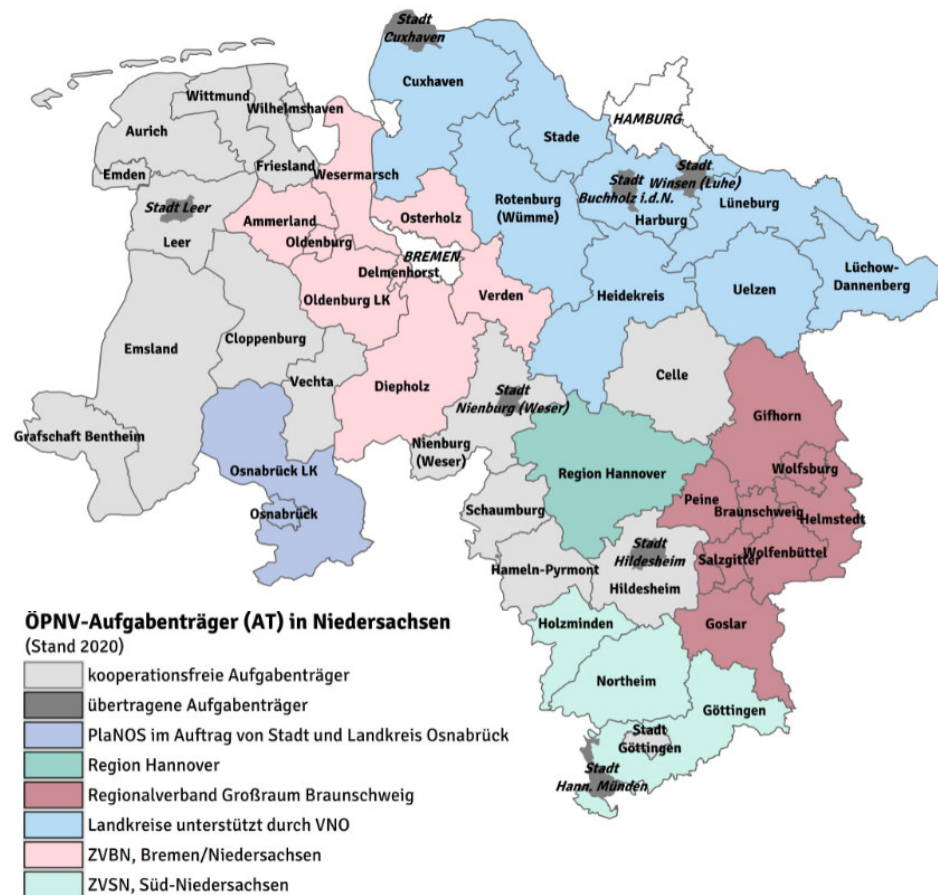 Stadt
Cuxhaven
Cuxhaven
Wittmund
Wilhelmshaven
Aurich
Stade
HAMBURG
Emden
Friesland
Wesermarsch
Stadt
Winsen (Luhe)
Stadt
Buchholz i.d.N.
Harburg
Lüneburg
Rotenburg
(Wümme)
Stadt Leer
Leer
Ammerland
Osterholz
Oldenburg
BREMEN
Delmenhorst
Oldenburg LK
Verden
Heidekreis
Uelzen
Lüchow-
Dannenberg
Emsland
Cloppenburg
Vechta
Diepholz
Stadt
Nienburg (Weser)
Celle
Gifhorn
Grafschaft Bentheim
Nienburg
(Weser)
Osnabrück LK
Osnabrück
Region Hannover
Wolfsburg
Peine
Braunschweig
Helmstedt
Schaumburg
Stadt
Hildesheim
Hildesheim
Salzgitter
Wolfenbüttel
Hameln-Pyrmont
Holzminden
Goslar
Northeim
Göttingen
Stadt
Göttingen
Stadt
Hann. Münden
ÖPNV-Aufgabenträger (AT) in Niedersachsen
(Stand 2020)
kooperationsfreie Aufgabenträger
übertragene Aufgabenträger
PlaNOS im Auftrag von Stadt und Landkreis Osnabrück
Region Hannover
Regionalverband Großraum Braunschweig
Landkreise unterstützt durch VNO
ZVBN, Bremen/Niedersachsen
ZVSN, Süd-Niedersachsen